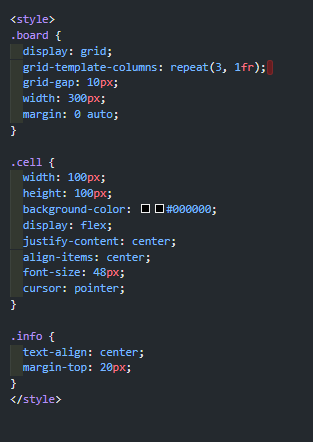 <style>
.board {
  display: grid;
  grid-template-columns: repeat(3, 1fr);
  grid-gap: 10px;
  width: 300px;
  margin: 0 auto;
}

.cell {
  width: 100px;
  height: 100px;
  background-color: #000000;
  display: flex;
  justify-content: center;
  align-items: center;
  font-size: 48px;
  cursor: pointer;
}

.info {
  text-align: center;
  margin-top: 20px;
}
</style>